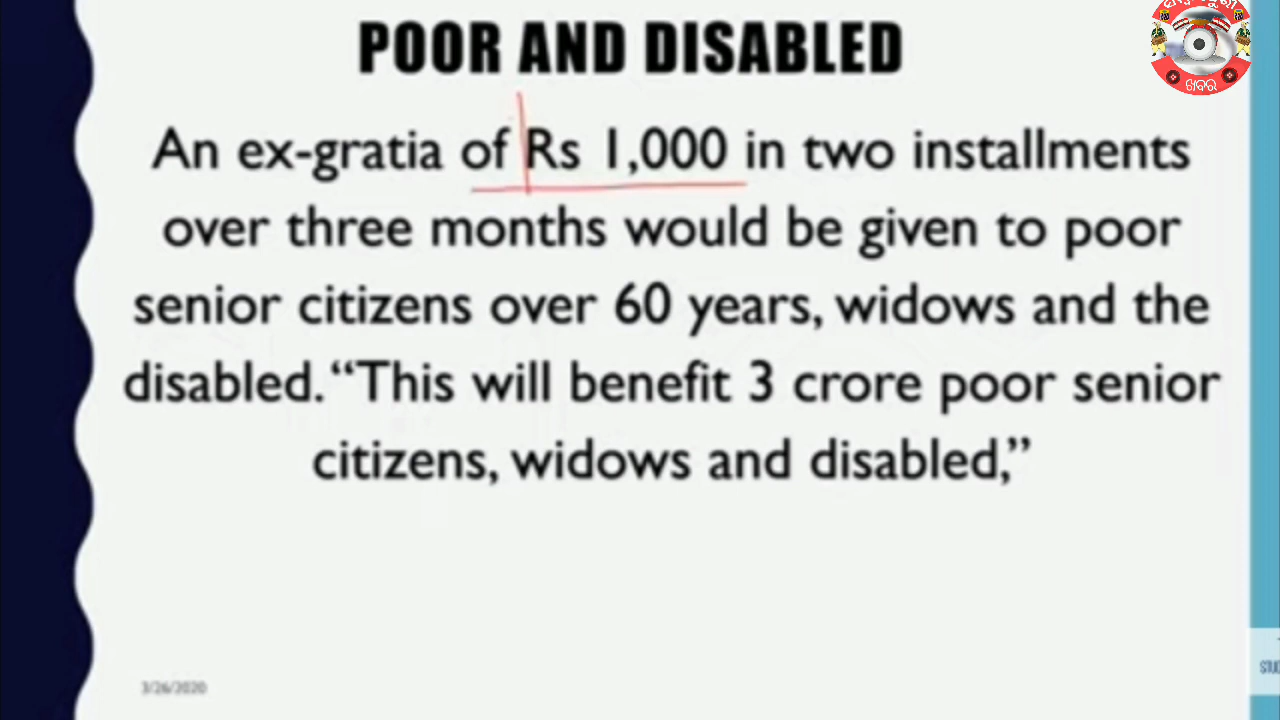 POOR AND DISABLED
An ex-gratia of Rs 1,000 in two installments
over three months would be given to poor
senior citizens over 60 years, widows and the
disabled. “This will benefit 3 crore poor senior
citizens, widows and disabled,”
3/26/2020
ଖବର